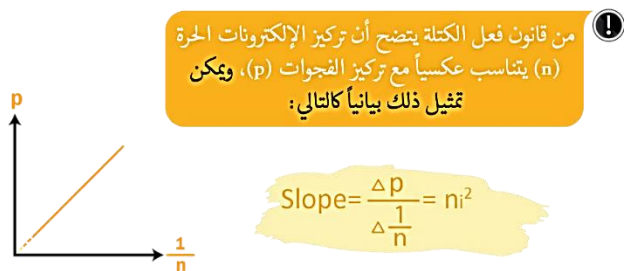 من قانون فعل الكتلة يتضح أن تركيز الإلكترونات الحرة
(n) يتناسب عكسياً مع تركيز الفجوات (p)، ويمكن
تمثيل ذلك بيانياً كالتالي:
p
1/n
Slope= △p / △ 1/n = nᵢ²